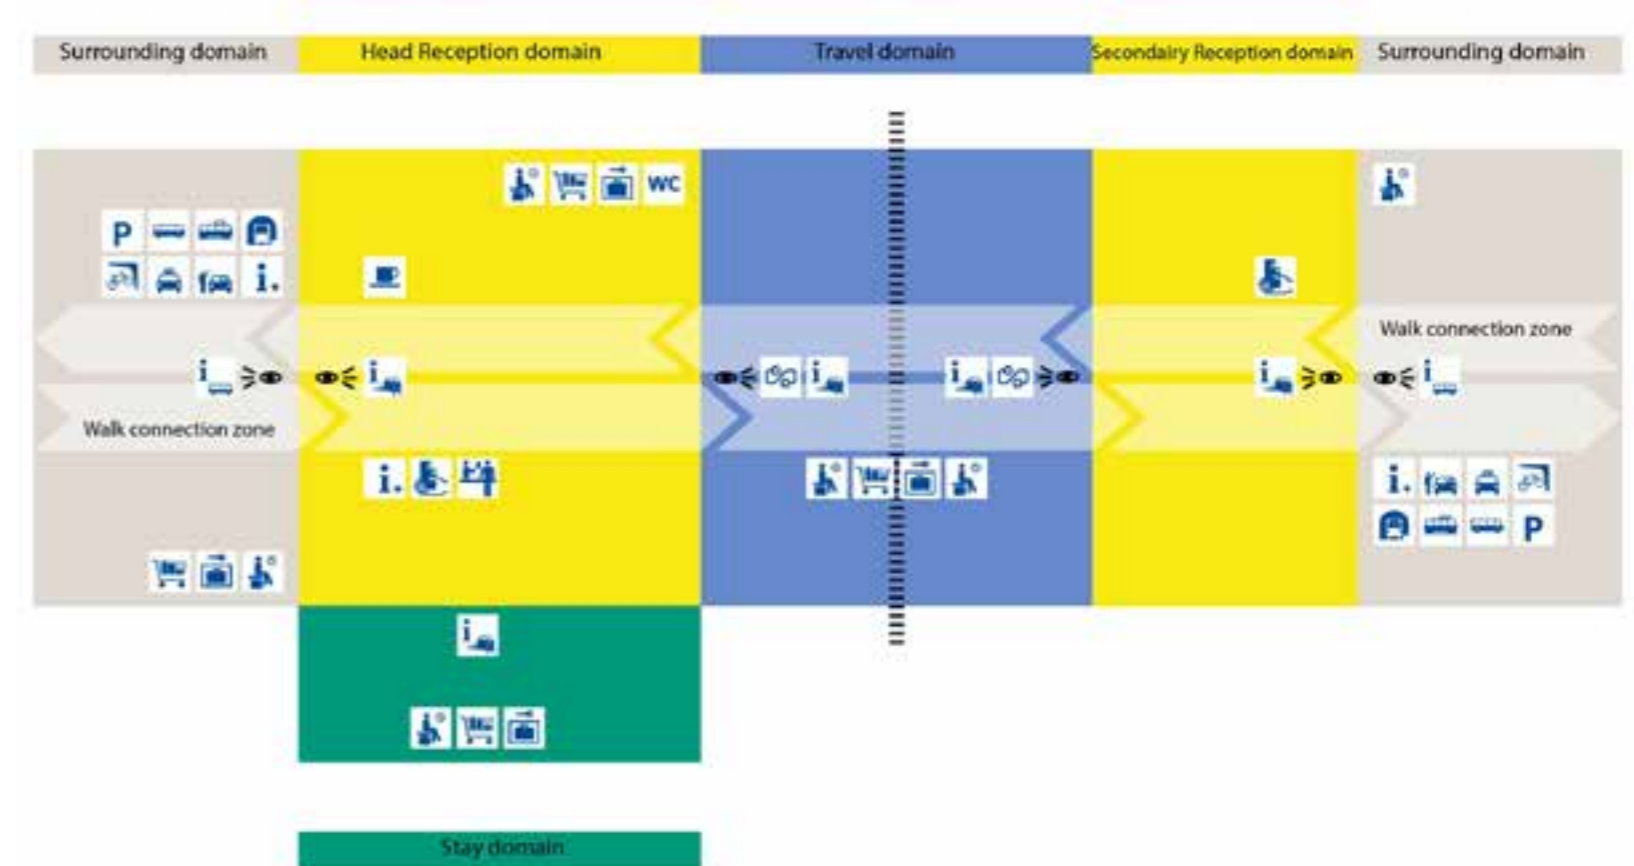 Surrounding domain
Head Reception domain
Travel domain
Secondairy Reception domain
Surrounding domain
WC
P
i.
Walk connection zone
i
i
i
i
i
i
Walk connection zone
i.
i.
P
i
Stay domain